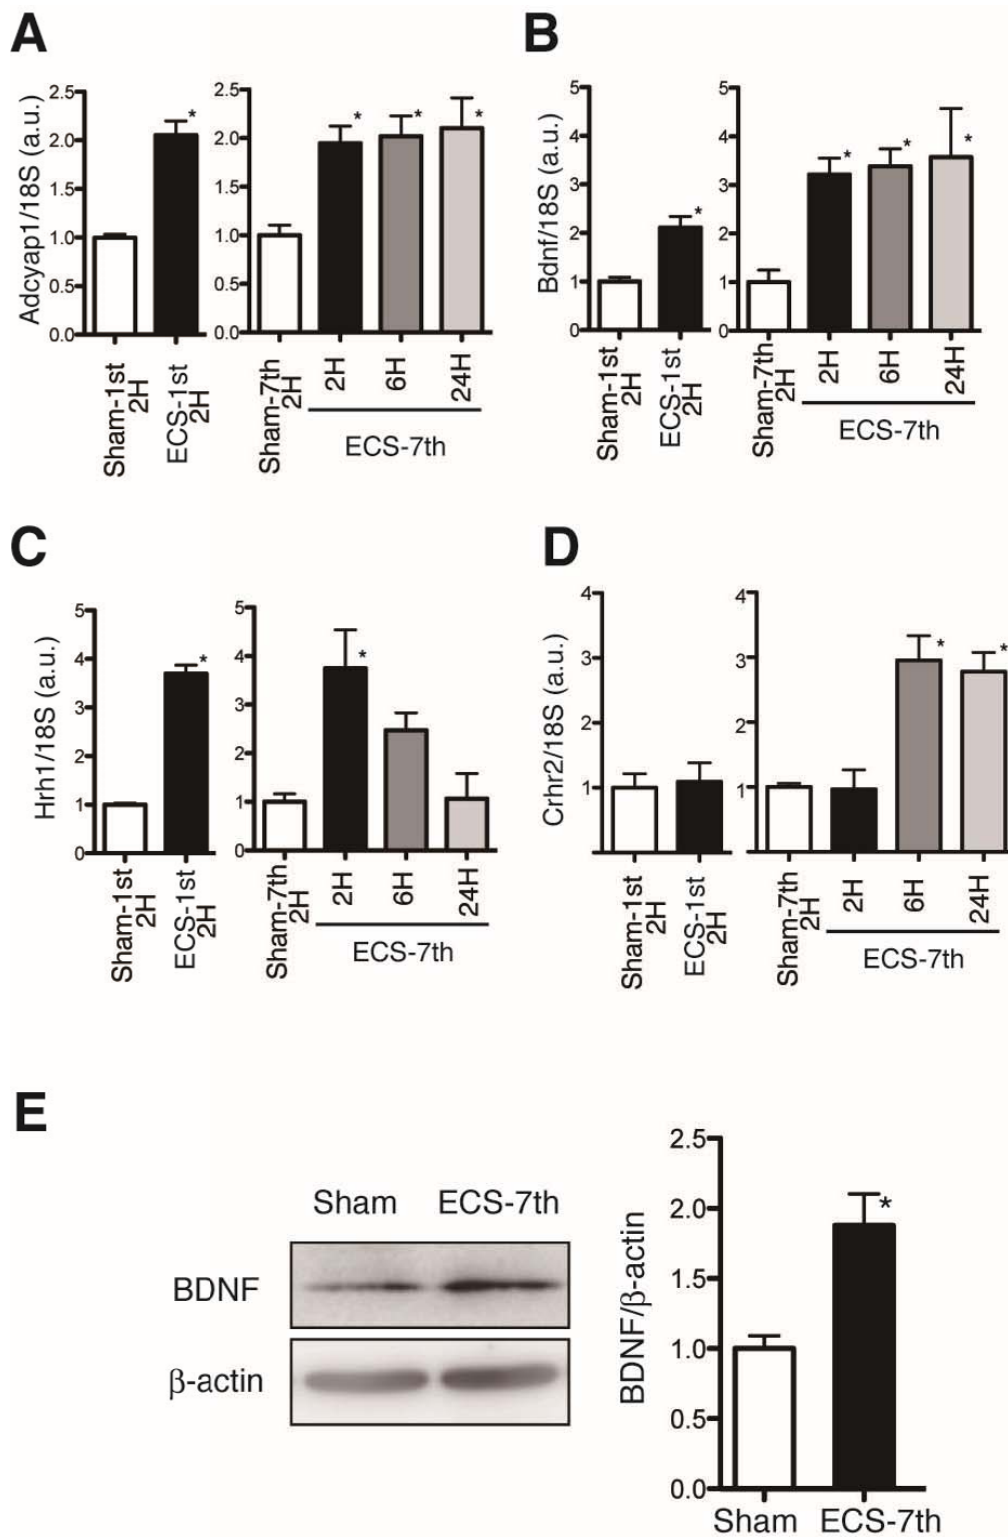 A
Adcyap1/18S (a.u.)
2.5
2.0
1.5
1.0
0.5
0.0
Sham-1st
2H
ECS-1st
2H
*
2.5
2.0
1.5
1.0
0.5
0.0
Sham-7th
2H
2H
6H
24H
* * *
ECS-7th
B
Bdnf/18S (a.u.)
5
4
3
2
1
0
Sham-1st
2H
ECS-1st
2H
*
5
4
3
2
1
0
Sham-7th
2H
2H
6H
24H
* * *
ECS-7th
C
Hrh1/18S (a.u.)
5
4
3
2
1
0
Sham-1st
2H
ECS-1st
2H
*
5
4
3
2
1
0
Sham-7th
2H
2H
6H
24H
*
ECS-7th
D
Crhr2/18S (a.u.)
4
3
2
1
Sham-1st
2H
ECS-1st
2H
4
3
2
1
Sham-7th
2H
2H
6H
24H
* *
ECS-7th
E
Sham ECS-7th
BDNF
β-actin
BDNF/β-actin
2.5
2.0
1.5
1.0
0.5
0.0
*
Sham ECS-7th